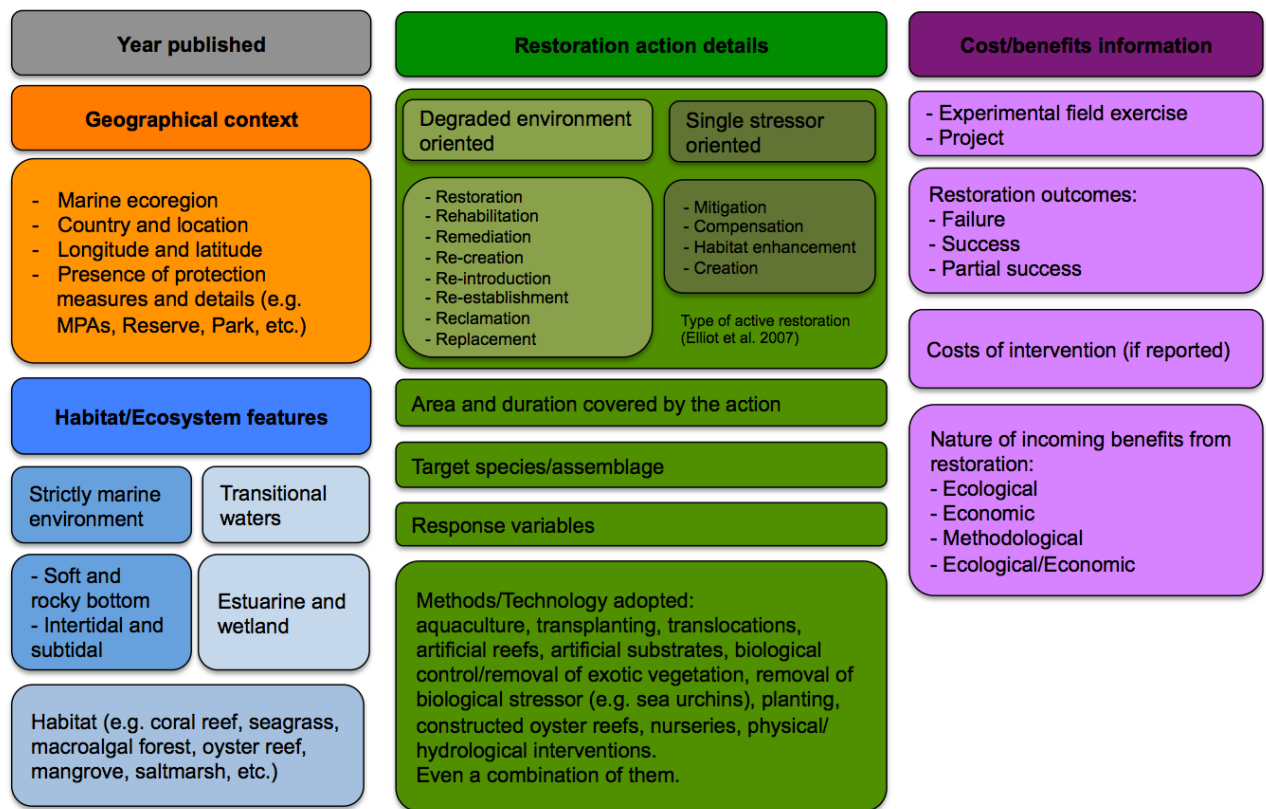 Year published
Geographical context
- Marine ecoregion
- Country and location
- Longitude and latitude
- Presence of protection
measures and details (e.g.
MPAs, Reserve, Park, etc.)
Habitat/Ecosystem features
Strictly marine
environment
Transitional
waters
- Soft and
rocky bottom
- Intertidal and
subtidal
Estuarine and
wetland
Habitat (e.g. coral reef, seagrass,
macroalgal forest, oyster reef,
mangrove, saltmarsh, etc.)
Restoration action details
Degraded environment
oriented
- Restoration
- Rehabilitation
- Remediation
- Re-creation
- Re-introduction
- Re-establishment
- Reclamation
- Replacement
Single stressor
oriented
- Mitigation
- Compensation
- Habitat enhancement
- Creation
Type of active restoration
(Elliot et al. 2007)
Area and duration covered by the action
Target species/assemblage
Response variables
Methods/Technology adopted:
aquaculture, transplanting, translocations,
artificial reefs, artificial substrates, biological
control/removal of exotic vegetation, removal of
biological stressor (e.g. sea urchins), planting,
constructed oyster reefs, nurseries, physical/
hydrological interventions.
Even a combination of them.
Cost/benefits information
- Experimental field exercise
- Project
Restoration outcomes:
- Failure
- Success
- Partial success
Costs of intervention (if reported)
Nature of incoming benefits from
restoration:
- Ecological
- Economic
- Methodological
- Ecological/Economic